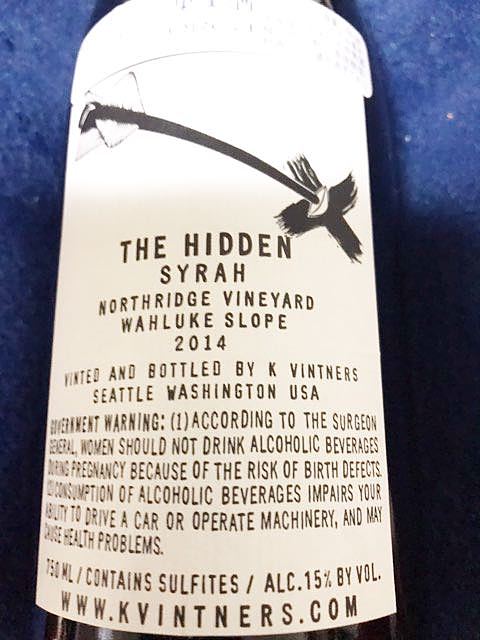 THE HIDDEN
SYRAH
NORTHRIDGE VINEYARD
WAHLUKE SLOPE
2014
VINTED AND BOTTLED BY K VINTNERS
SEATTLE WASHINGTON USA
GOVERNMENT WARNING: (1)ACCORDING TO THE SURGEON
GENERAL, WOMEN SHOULD NOT DRINK ALCOHOLIC BEVERAGES
DURING PREGNANCY BECAUSE OF THE RISK OF BIRTH DEFECTS.
(2)CONSUMPTION OF ALCOHOLIC BEVERAGES IMPAIRS YOUR
ABILITY TO DRIVE A CAR OR OPERATE MACHINERY, AND MAY
CAUSE HEALTH PROBLEMS.
750 ML / CONTAINS SULFITES / ALC.15% BY VOL.
WWW.KVINTNERS.COM